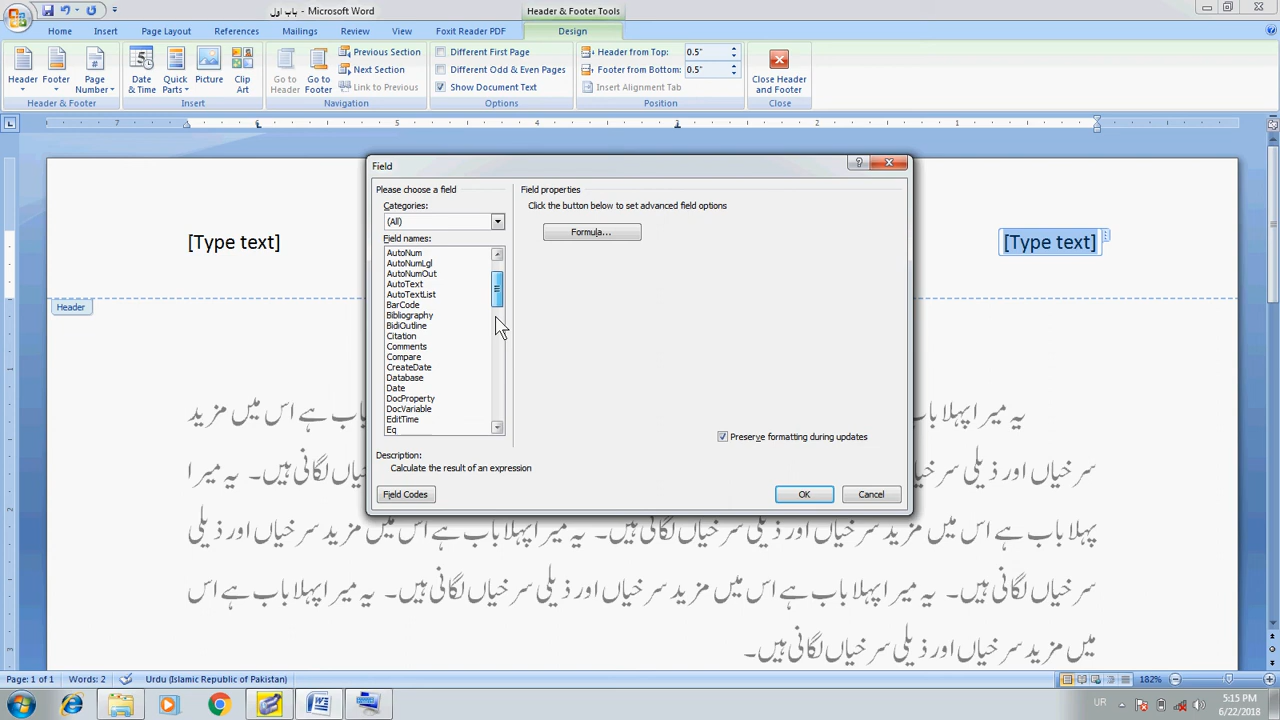 باب اول - Microsoft Word
Header & Footer Tools
Home Insert Page Layout References Mailings Review View Foxit Reader PDF Design
Header Footer Page Number
Header & Footer
Date & Time Quick Parts Picture Clip Art
Insert
Go to Header Go to Footer Previous Section Next Section Link to Previous
Navigation
Different First Page
Different Odd & Even Pages
Show Document Text
Options
Header from Top: 0.5"
Footer from Bottom: 0.5"
Insert Alignment Tab
Position
Close Header and Footer
Close
7 5 4 2 1
[Type text] [Type text]
Header
Field
Please choose a field
Categories:
(All)
Field names:
AutoNum
AutoNumLgl
AutoNumOut
AutoText
AutoTextList
BarCode
Bibliography
BidiOutline
Citation
Comments
Compare
CreateDate
Database
Date
DocProperty
DocVariable
EditTime
Eq
Field properties
Click the button below to set advanced field options
Formula...
Preserve formatting during updates
Description:
Calculate the result of an expression
Field Codes OK Cancel
یہ میرا پہلا باب ہے اس میں مزید
سرخیاں اور ذیلی سرخیاں لگانی ہیں۔ یہ میرا
پہلا باب ہے اس میں مزید سرخیاں اور ذیلی سرخیاں لگانی ہیں۔ یہ میرا پہلا باب ہے اس میں مزید سرخیاں اور ذیلی
سرخیاں لگانی ہیں۔ یہ میرا پہلا باب ہے اس میں مزید سرخیاں اور ذیلی سرخیاں لگانی ہیں۔ یہ میرا پہلا باب ہے اس
میں مزید سرخیاں اور ذیلی سرخیاں لگانی ہیں۔
Page: 1 of 1 Words: 2 Urdu (Islamic Republic of Pakistan) 182%
UR 5:15 PM
6/22/2018